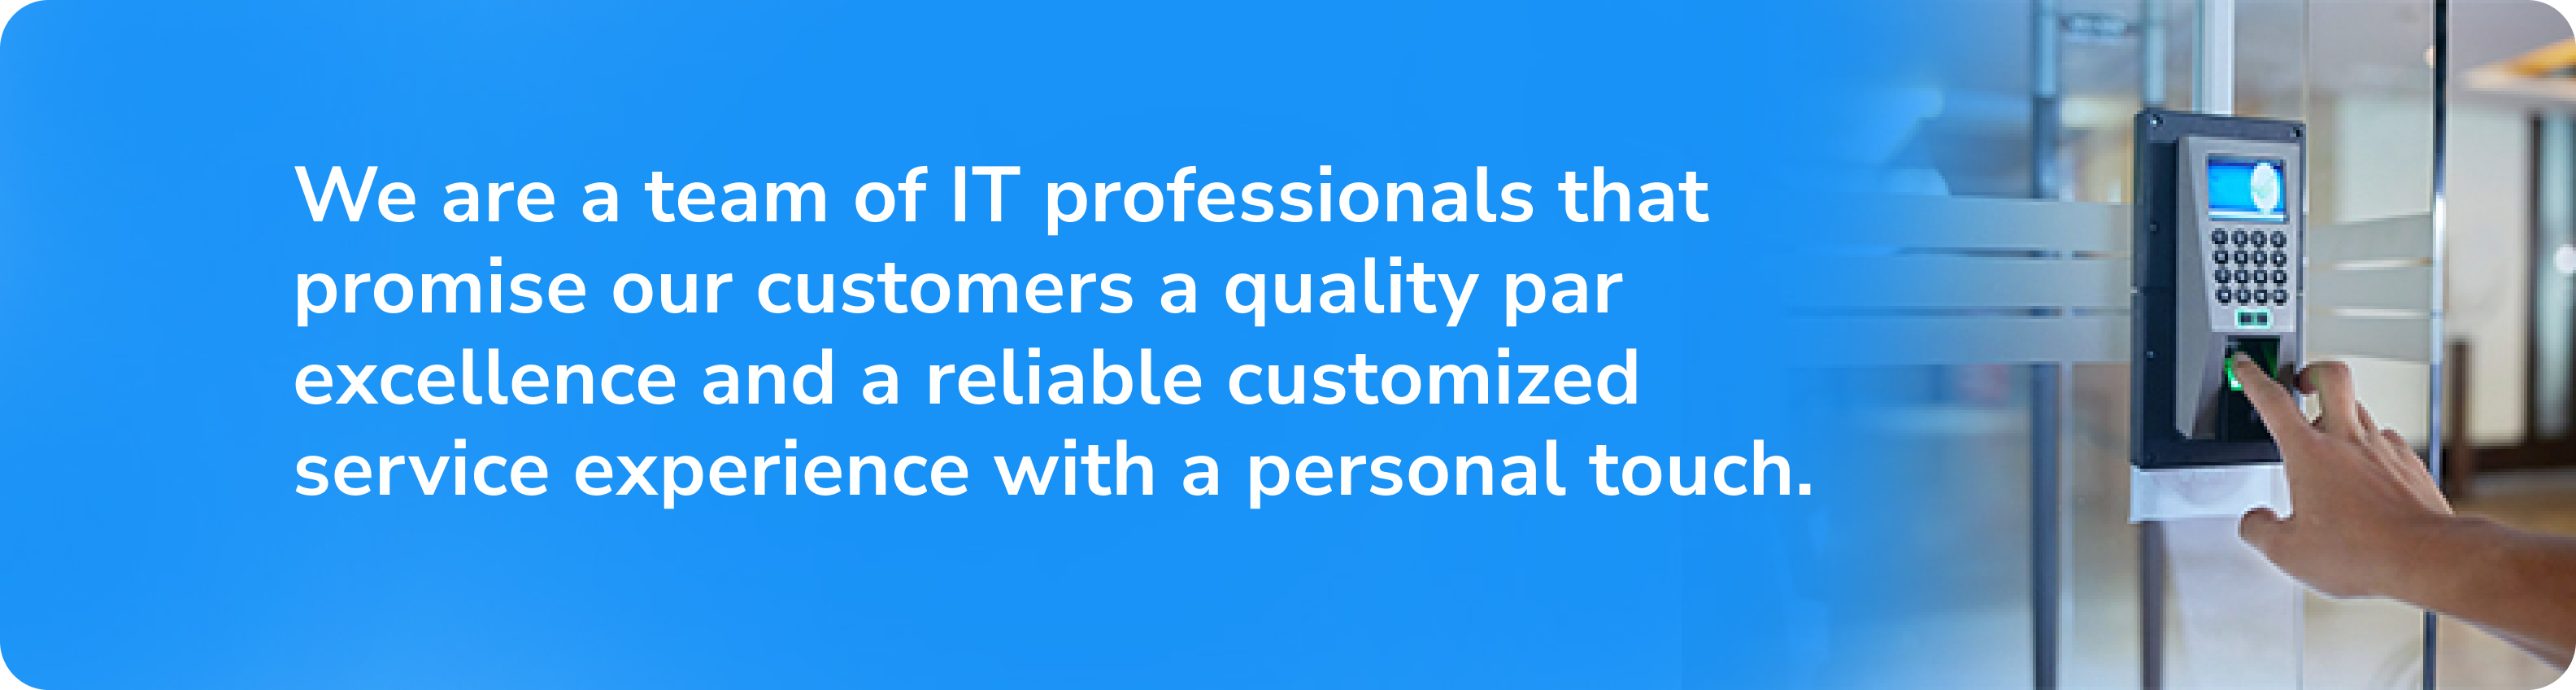 We are a team of IT professionals that
promise our customers a quality par
excellence and a reliable customized
service experience with a personal touch.